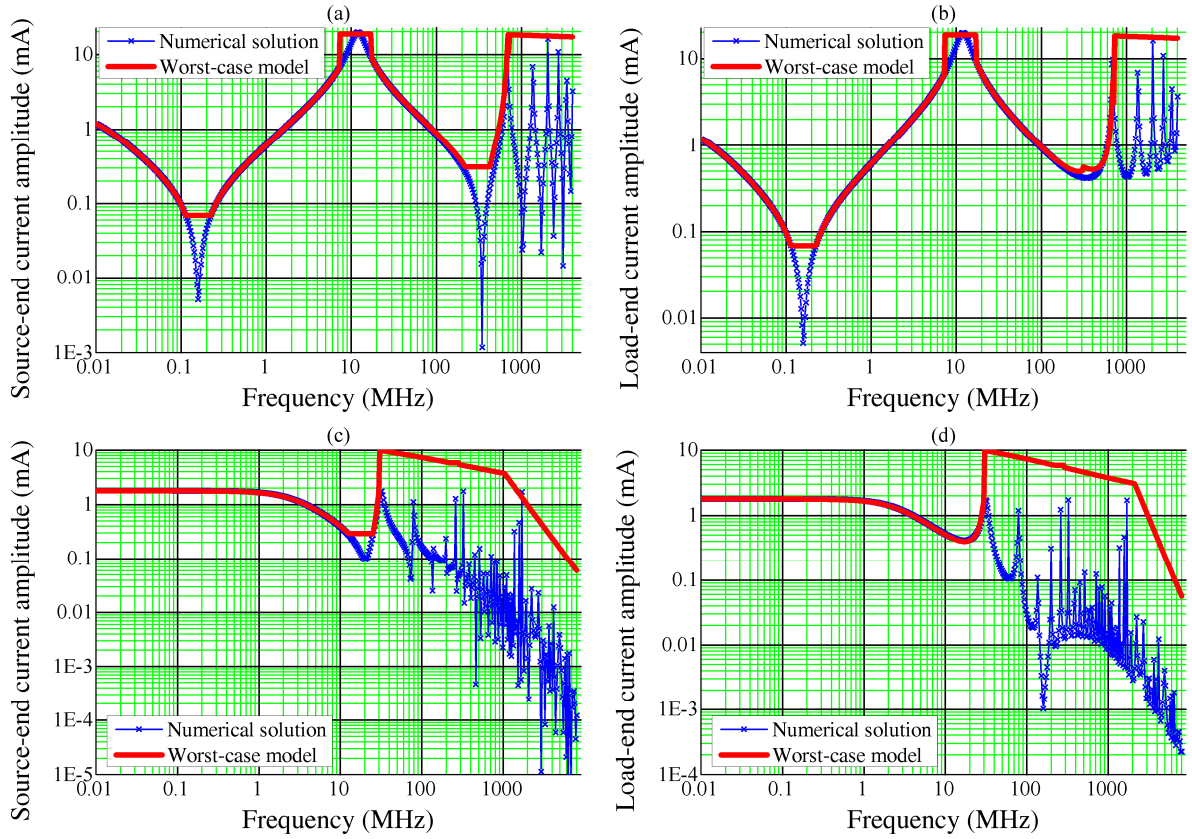 (a)
Source-end current amplitude (mA)
10
1
0.1
0.01
1E-3
Numerical solution
Worst-case model
0.01 0.1 1 10 100 1000
Frequency (MHz)
(b)
Load-end current amplitude (mA)
10
1
0.1
0.01
Numerical solution
Worst-case model
0.01 0.1 1 10 100 1000
Frequency (MHz)
(c)
Source-end current amplitude (mA)
10
1
0.1
0.01
1E-3
1E-4
1E-5
Numerical solution
Worst-case model
0.01 0.1 1 10 100 1000
Frequency (MHz)
(d)
Load-end current amplitude (mA)
10
1
0.1
0.01
1E-3
1E-4
Numerical solution
Worst-case model
0.01 0.1 1 10 100 1000
Frequency (MHz)